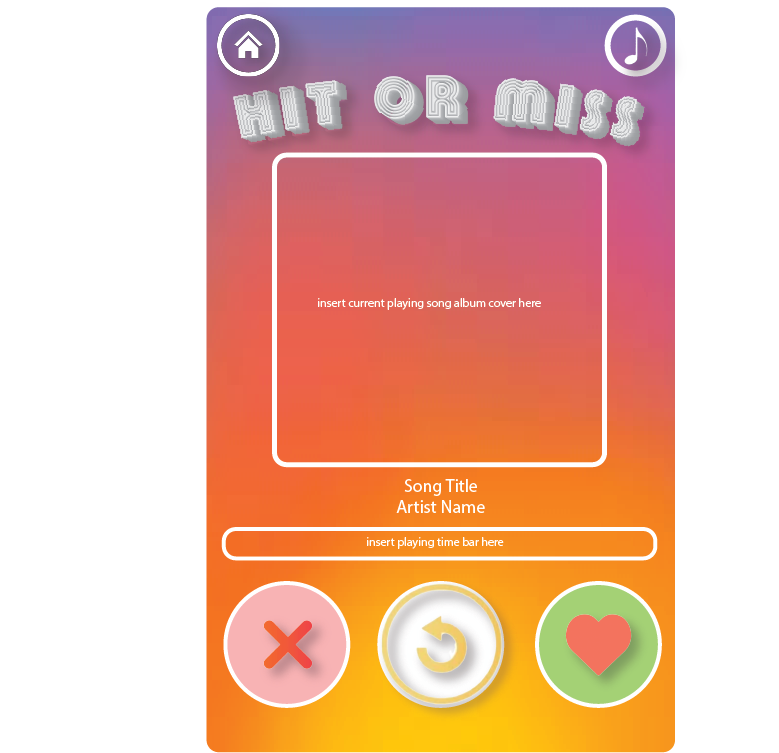 HIT OR MISS
insert current playing song album cover here
Song Title
Artist Name
insert playing time bar here